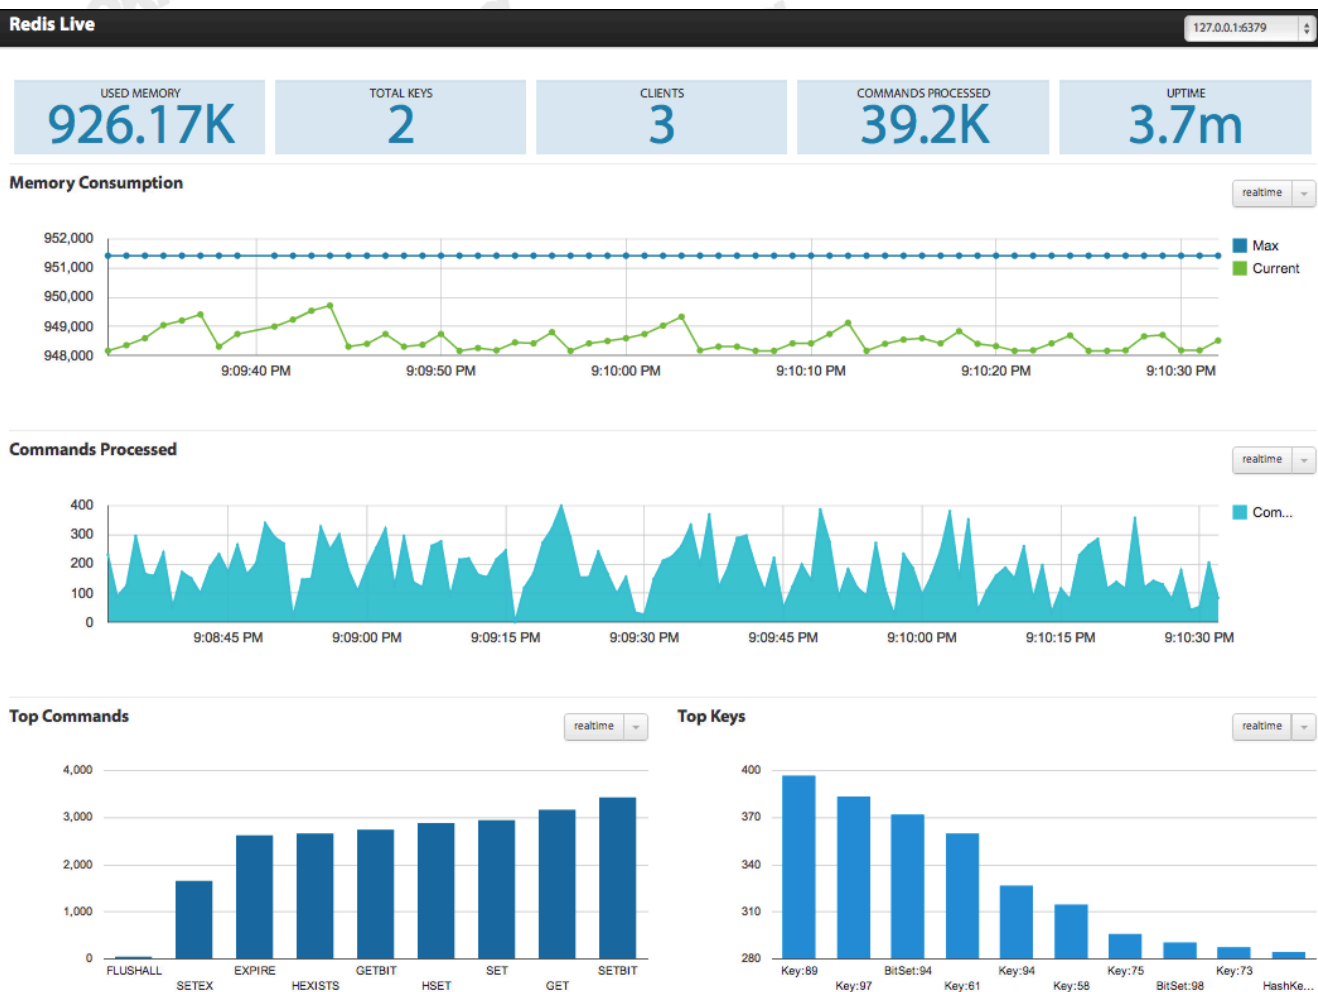 Redis Live
127.0.0.1:6379
USED MEMORY
926.17K
TOTAL KEYS
2
CLIENTS
3
COMMANDS PROCESSED
39.2K
UPTIME
3.7m
Memory Consumption
realtime
952,000
951,000
950,000
949,000
948,000
9:09:40 PM
9:09:50 PM
9:10:00 PM
9:10:10 PM
9:10:20 PM
9:10:30 PM
Max
Current
Commands Processed
realtime
400
300
200
100
0
9:08:45 PM
9:09:00 PM
9:09:15 PM
9:09:30 PM
9:09:45 PM
9:10:00 PM
9:10:15 PM
9:10:30 PM
Com...
Top Commands
realtime
4,000
3,000
2,000
1,000
0
FLUSHALL
SETEX
EXPIRE
HEXISTS
GETBIT
HSET
SET
GET
SETBIT
Top Keys
realtime
400
370
340
310
280
Key:89
Key:97
BitSet:94
Key:61
Key:94
Key:58
Key:75
BitSet:98
Key:73
HashKe...